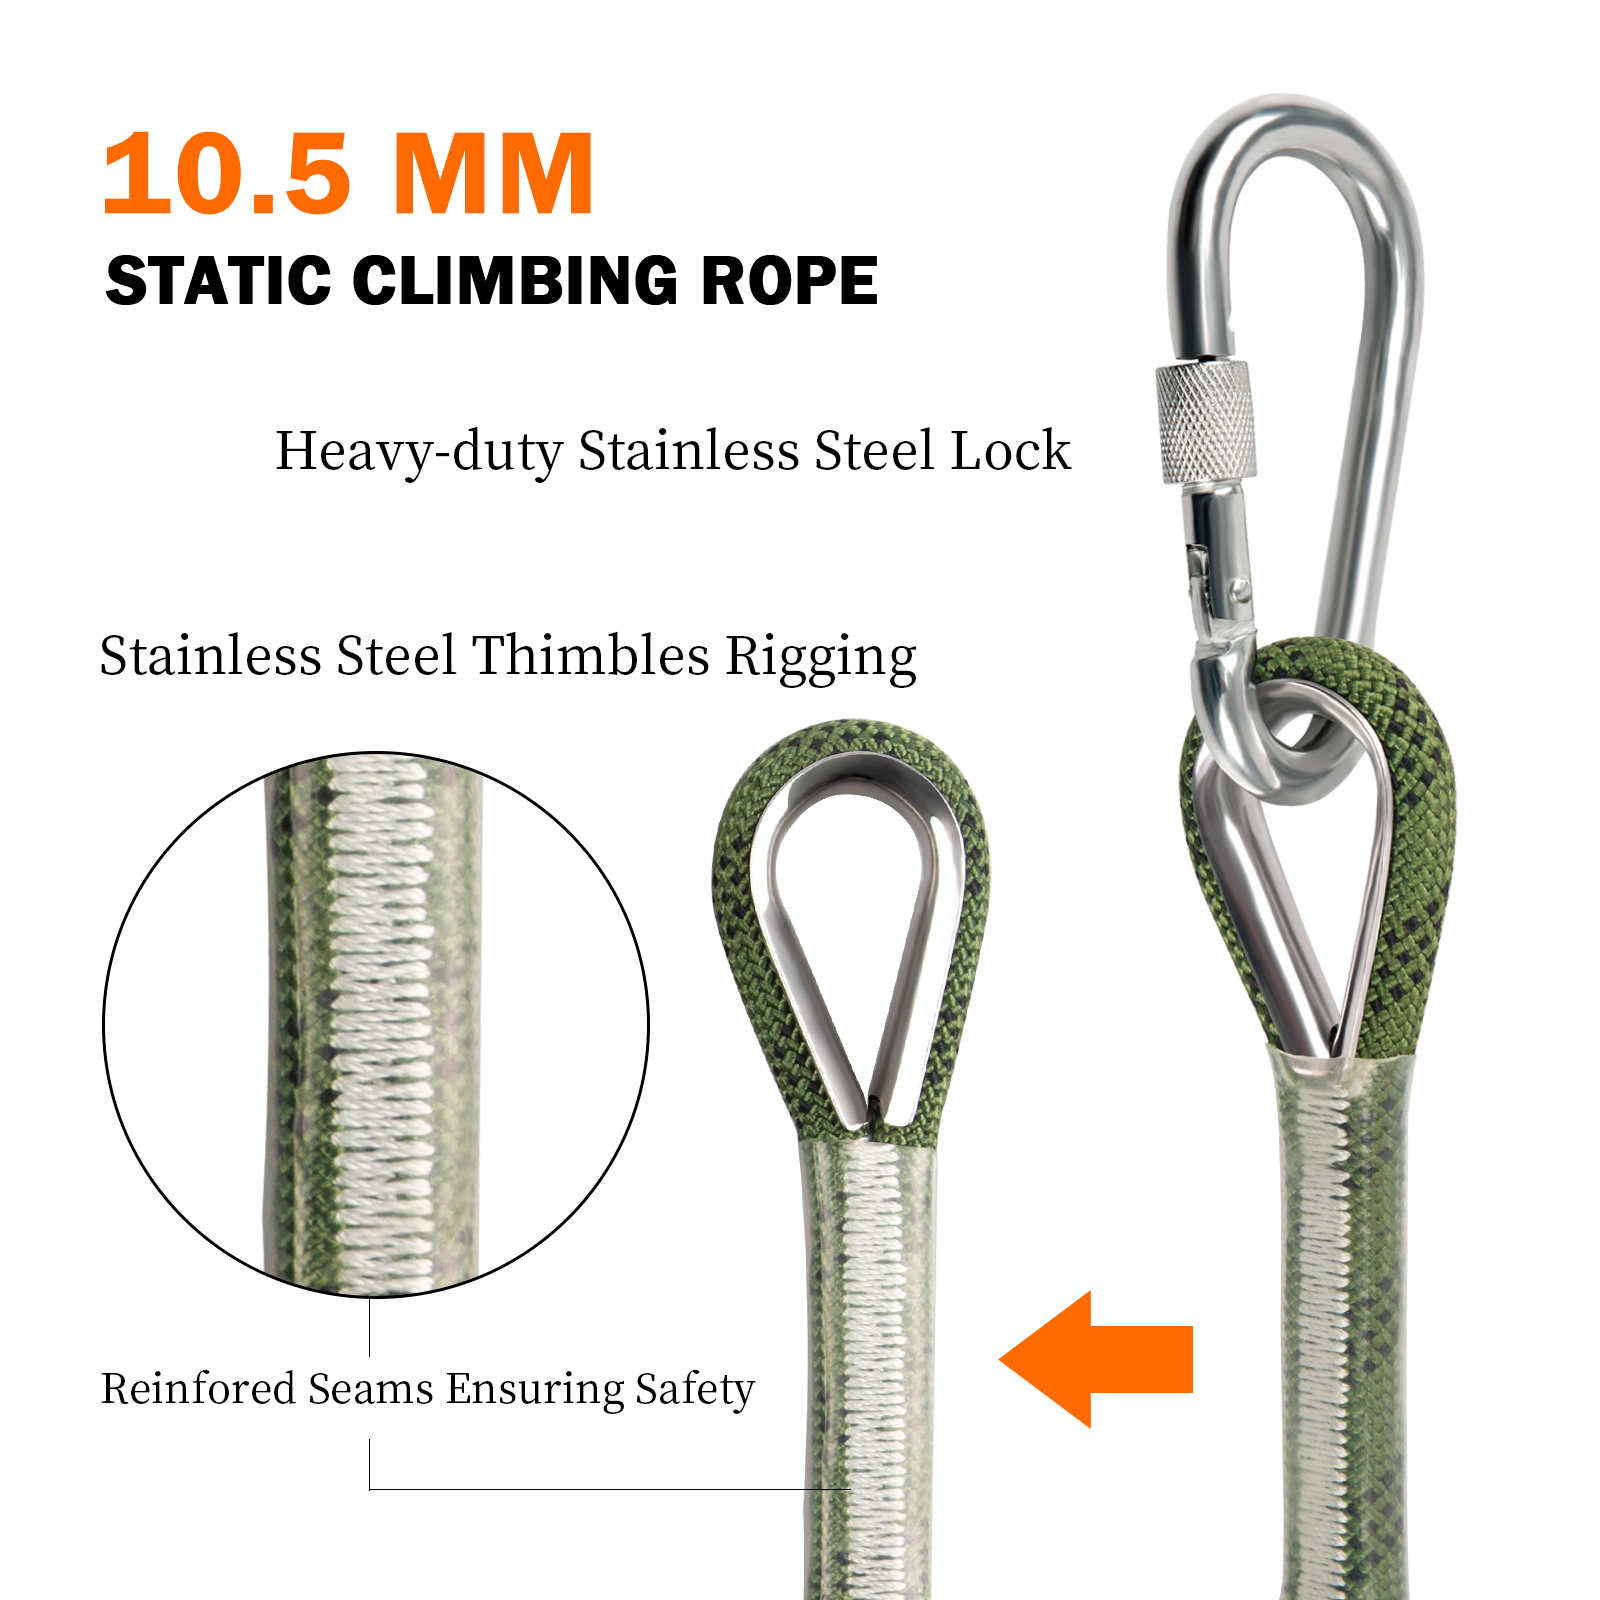 10.5 MM
STATIC CLIMBING ROPE
Heavy-duty Stainless Steel Lock
Stainless Steel Thimbles Rigging
Reinfored Seams Ensuring Safety